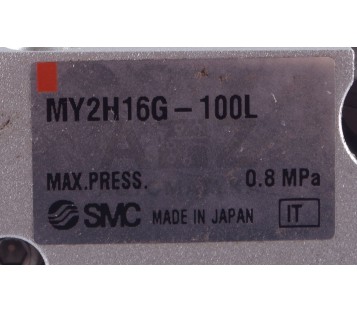 MY2H16G-100L
MAX.PRESS. 0.8 MPa
SMC MADE IN JAPAN IT